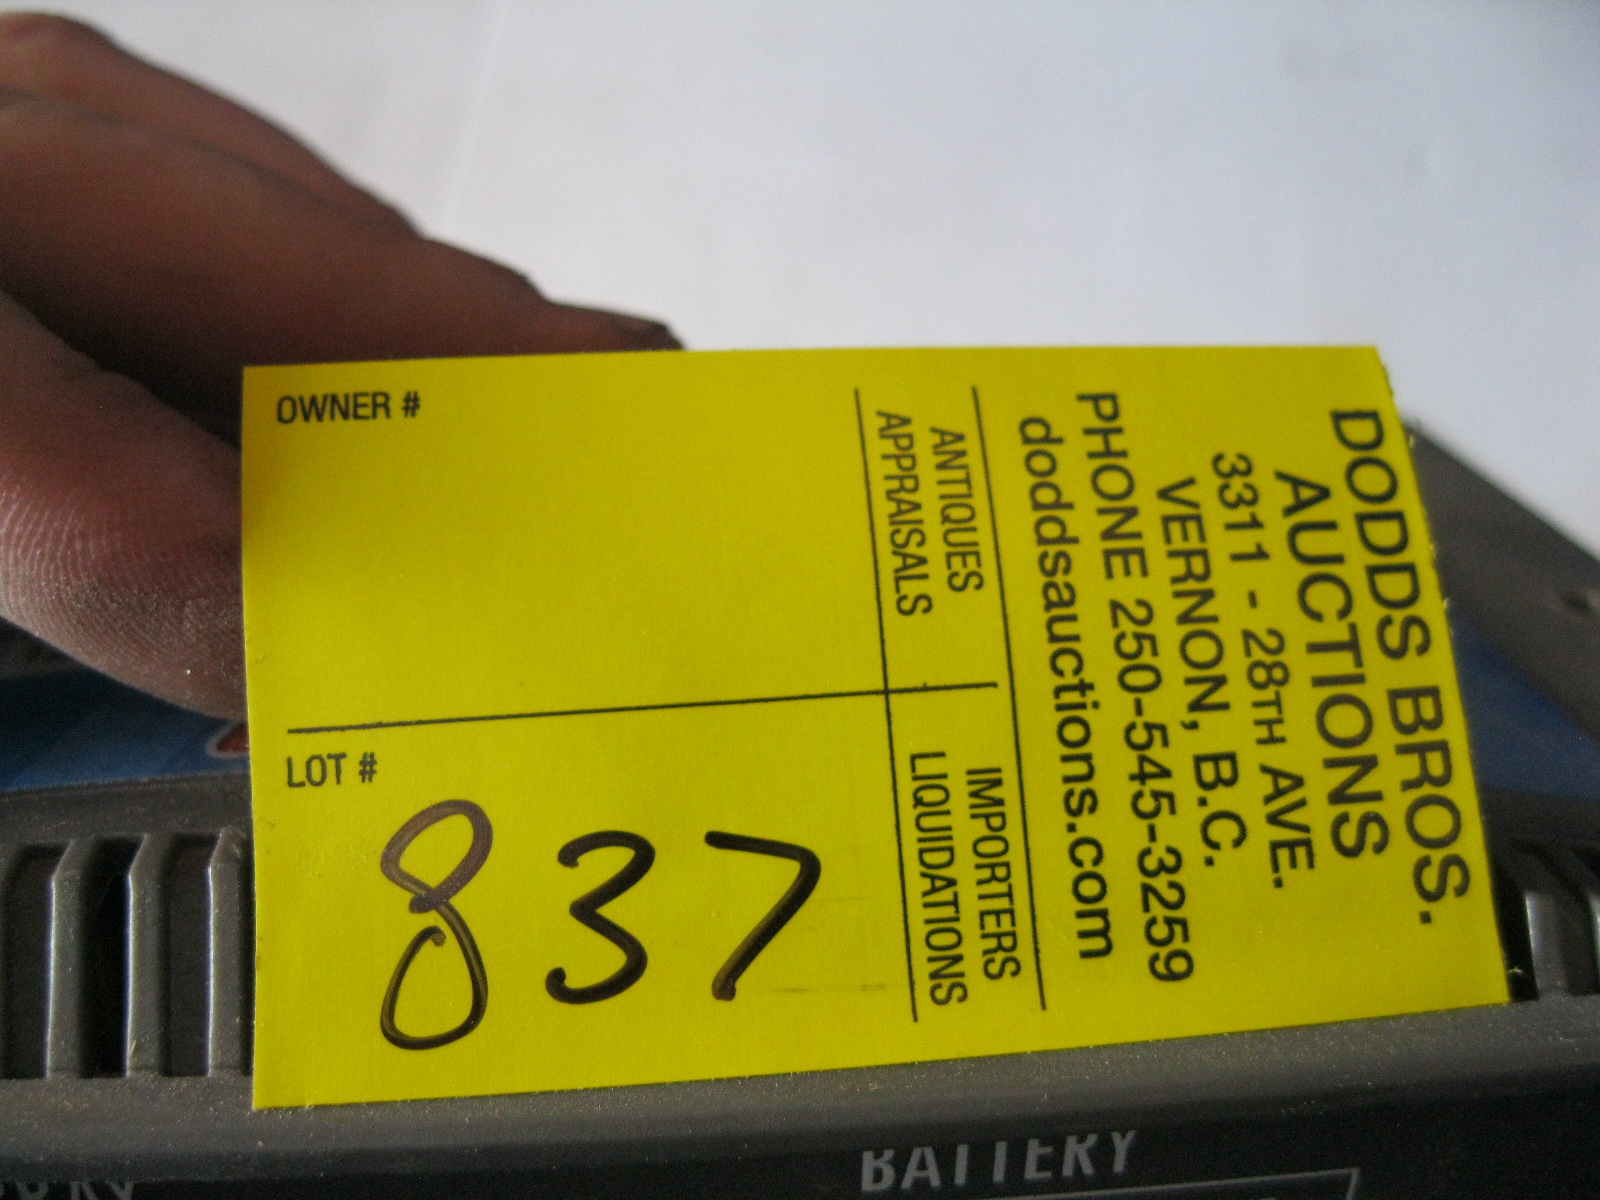 DODDS BROS.
AUCTIONS
3311 - 28TH AVE.
VERNON, B.C.
PHONE 250-545-3259
doddsauctions.com
ANTIQUES
APPRAISALS
IMPORTERS
LIQUIDATIONS
OWNER #
LOT #
837
BATTERY